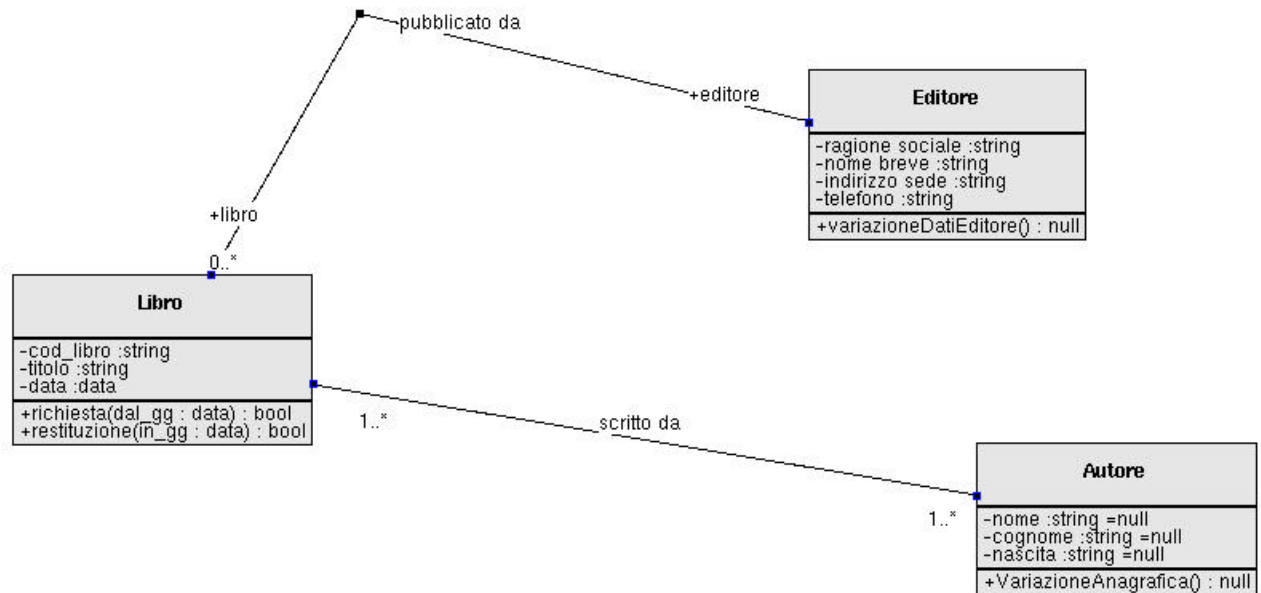 pubblicato da
+editore
Editore
-ragione sociale :string
-nome breve :string
-indirizzo sede :string
-telefono :string
+variazioneDatiEditore() : null
+libro
0..*
Libro
-cod_libro :string
-titolo :string
-data :data
+richiesta(dal_gg : data) : bool
+restituzione(in_gg : data) : bool
1..*
scritto da
1..*
Autore
-nome :string =null
-cognome :string =null
-nascita :string =null
+VariazioneAnagrafica() : null